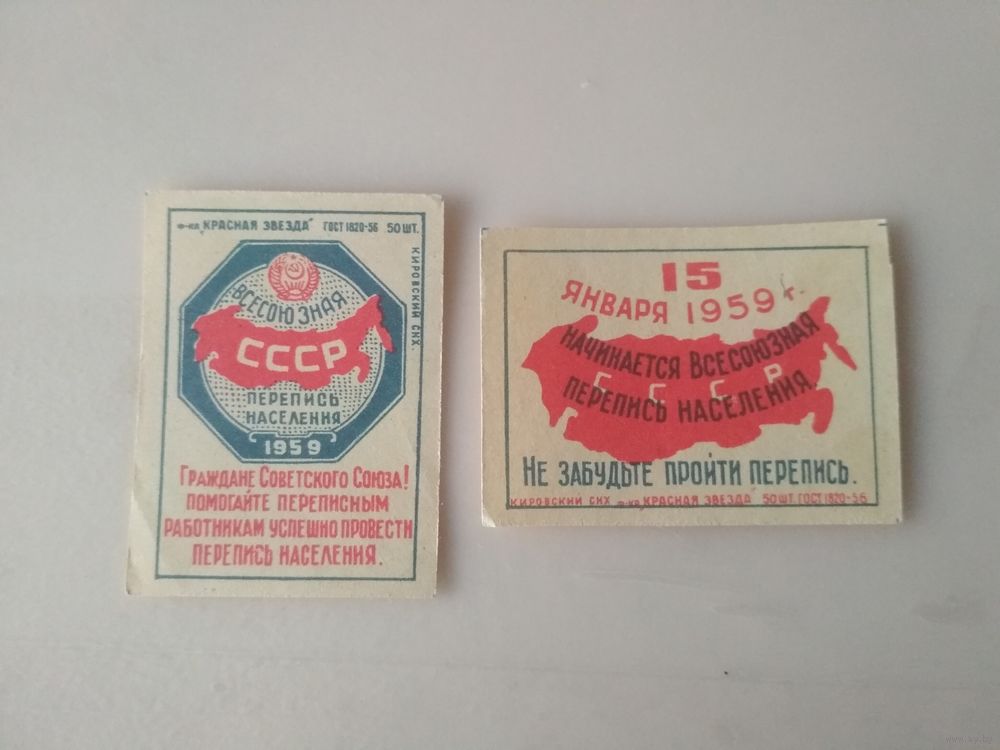 ф-ка „КРАСНАЯ ЗВЕЗДА" ГОСТ 1820-56 50 ШТ.
КИРОВСКИЙ СНХ.
ВСЕСОЮЗНАЯ
СССР
ПЕРЕПИСЬ
НАСЕЛЕНИЯ
1959
ГРАЖДАНЕ СОВЕТСКОГО СОЮЗА!
ПОМОГАЙТЕ ПЕРЕПИСНЫМ
РАБОТНИКАМ УСПЕШНО ПРОВЕСТИ
ПЕРЕПИСЬ НАСЕЛЕНИЯ.
15
ЯНВАРЯ 1959 г.
НАЧИНАЕТСЯ ВСЕСОЮЗНАЯ
С С С Р
ПЕРЕПИСЬ НАСЕЛЕНИЯ
НЕ ЗАБУДЬТЕ ПРОЙТИ ПЕРЕПИСЬ.
КИРОВСКИЙ СНХ ф-ка „КРАСНАЯ ЗВЕЗДА" 50 ШТ. ГОСТ 1820-56